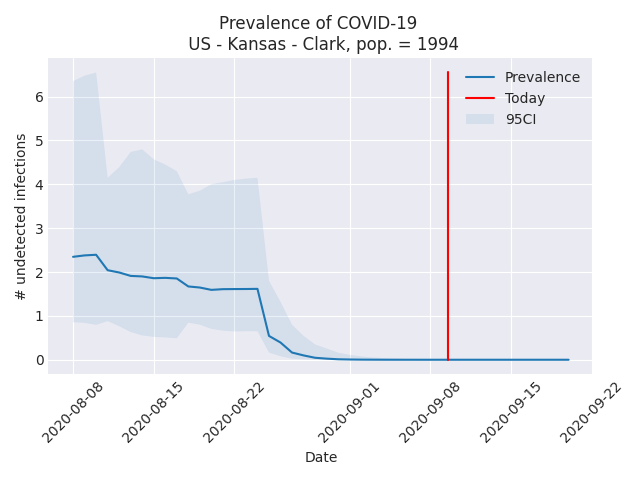 Prevalence of COVID-19
US - Kansas - Clark, pop. = 1994
Prevalence
Today
95CI
# undetected infections
6
5
4
3
2
1
0
2020-08-08
2020-08-15
2020-08-22
2020-09-01
2020-09-08
2020-09-15
2020-09-22
Date